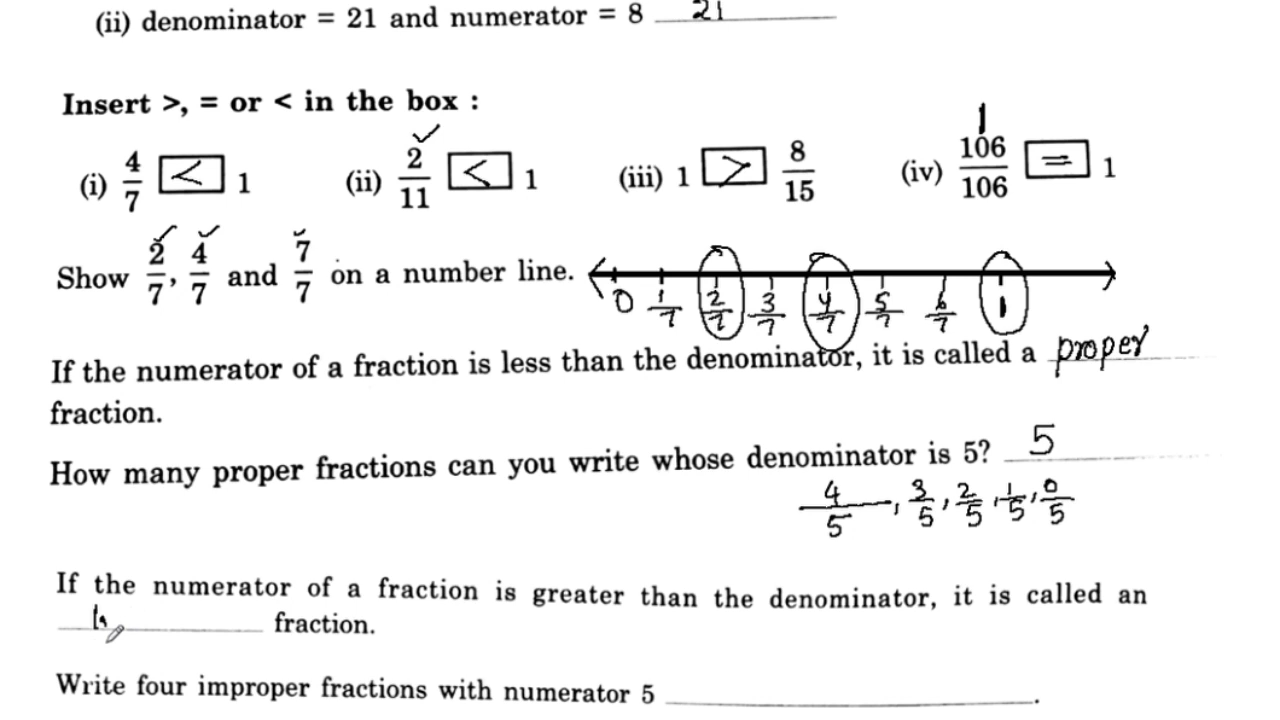 (ii) denominator = 21 and numerator = 8 21
Insert >, = or < in the box :
(i) 4/7 < 1 (ii) 2/11 < 1 (iii) 1 > 8/15 (iv) 106/106 = 1 1
Show 2/7, 4/7 and 7/7 on a number line. 0 1/7 2/7 3/7 4/7 5/7 6/7 1
If the numerator of a fraction is less than the denominator, it is called a proper
fraction.
How many proper fractions can you write whose denominator is 5? 5
4/5, 3/5, 2/5, 1/5, 0/5
If the numerator of a fraction is greater than the denominator, it is called an
fraction.
Write four improper fractions with numerator 5 .